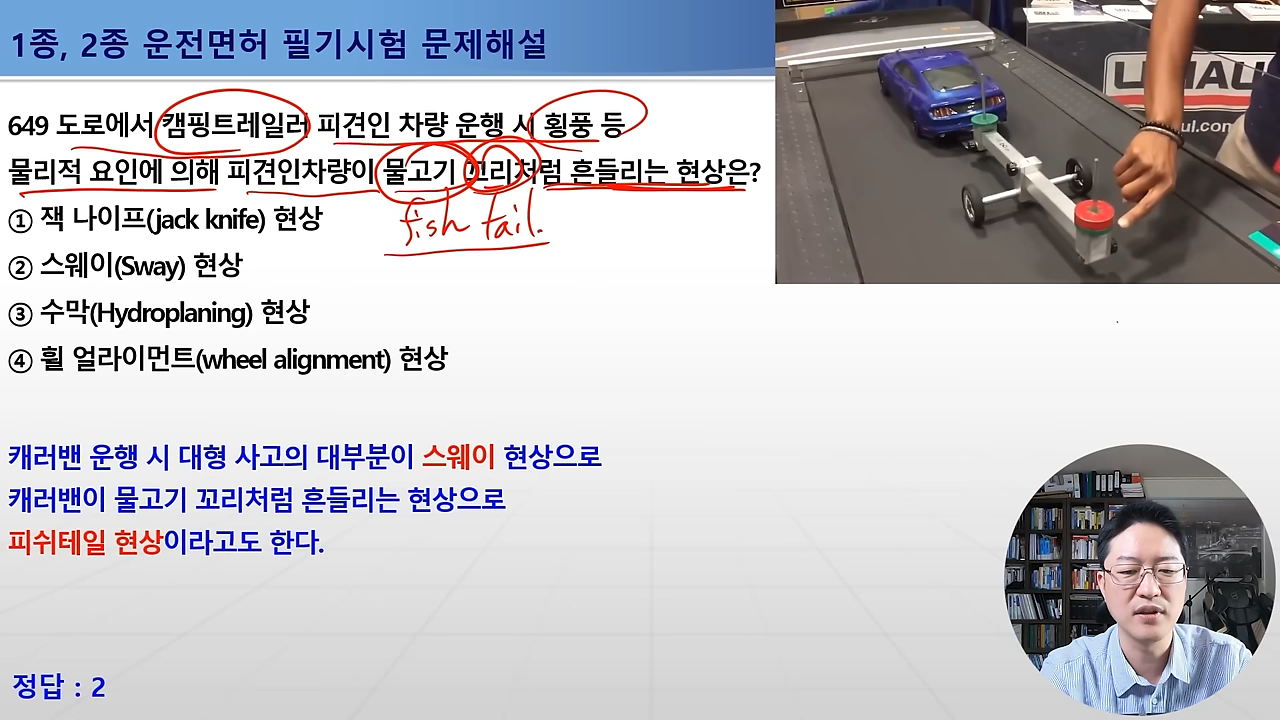 1종, 2종 운전면허 필기시험 문제해설
649 도로에서 캠핑트레일러 피견인 차량 운행 시 횡풍 등
물리적 요인에 의해 피견인차량이 물고기 꼬리처럼 흔들리는 현상은?
fish tail.
① 잭 나이프(jack knife) 현상
② 스웨이(Sway) 현상
③ 수막(Hydroplaning) 현상
④ 휠 얼라이먼트(wheel alignment) 현상
캐러밴 운행 시 대형 사고의 대부분이 스웨이 현상으로
캐러밴이 물고기 꼬리처럼 흔들리는 현상으로
피쉬테일 현상이라고도 한다.
정답 : 2